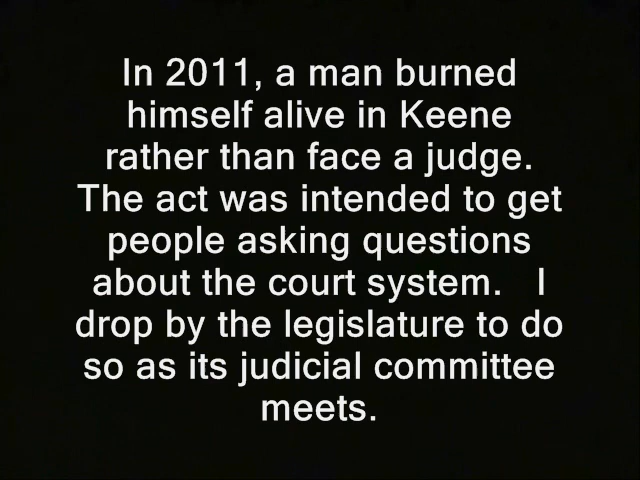 In 2011, a man burned
himself alive in Keene
rather than face a judge.
The act was intended to get
people asking questions
about the court system.   I
drop by the legislature to do
so as its judicial committee
meets.